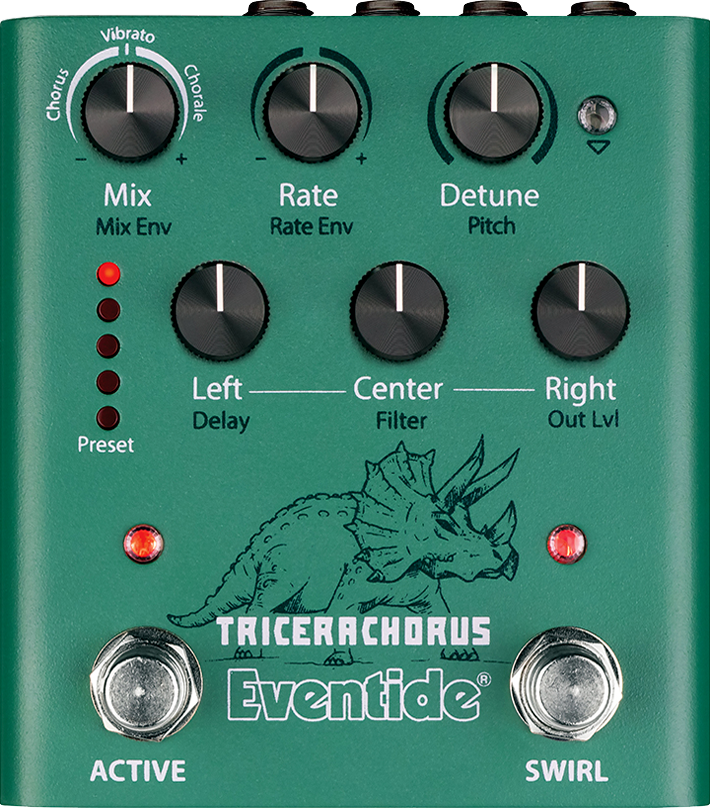 Vibrato
Chorus
Chorale
- +
- +
Mix
Rate
Detune
Mix Env
Rate Env
Pitch
Left
Center
Right
Delay
Filter
Out Lvl
Preset
TRICERACHORUS
Eventide®
ACTIVE
SWIRL